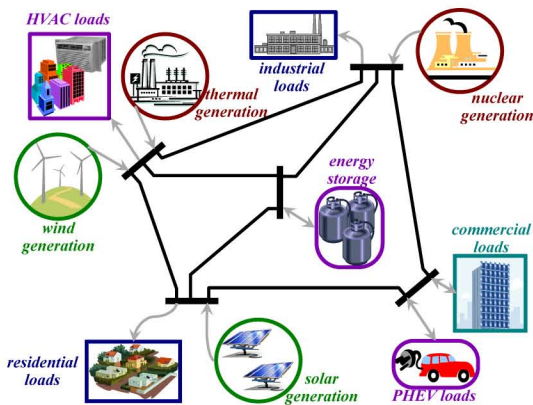 HVAC loads
thermal
generation
industrial
loads
nuclear
generation
wind
generation
energy
storage
commercial
loads
residential
loads
solar
generation
PHEV loads